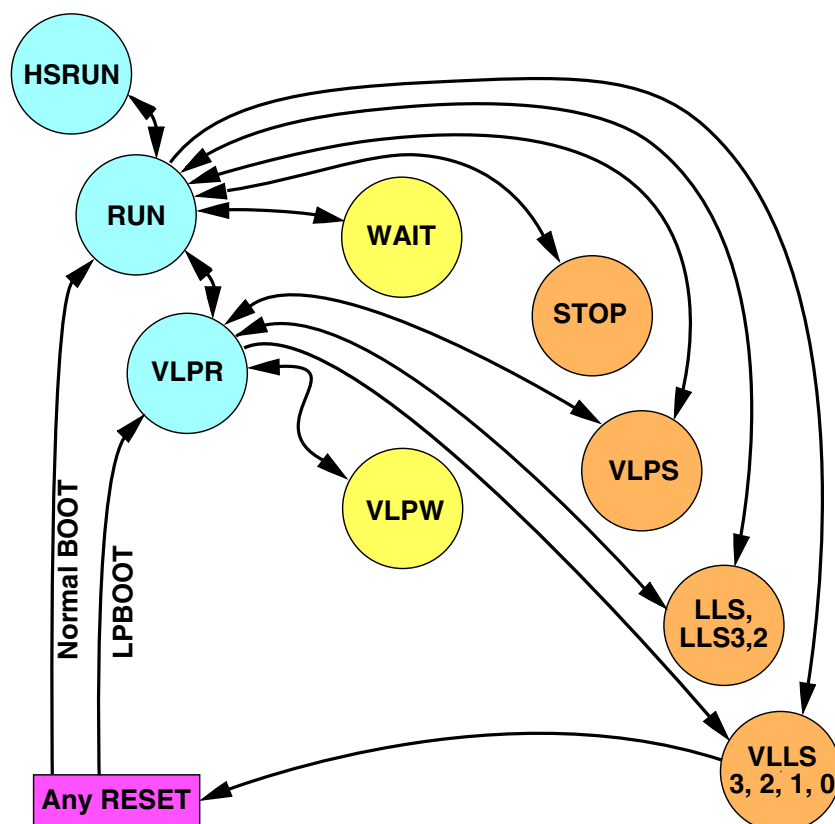 HSRUN
RUN
WAIT
STOP
VLPR
VLPS
VLPW
Normal BOOT
LPBOOT
LLS,
LLS3,2
VLLS
3, 2, 1, 0
Any RESET